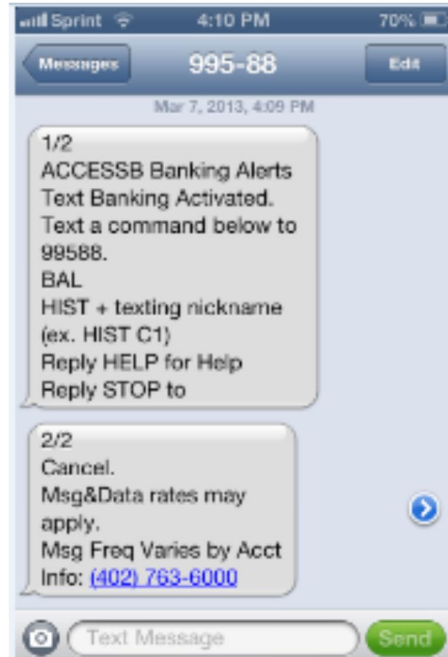 Sprint 4:10 PM 70%
Messages 995-88 Edit
Mar 7, 2013, 4:09 PM
1/2
ACCESSB Banking Alerts
Text Banking Activated.
Text a command below to
99588.
BAL
HIST + texting nickname
(ex. HIST C1)
Reply HELP for Help
Reply STOP to
2/2
Cancel.
Msg&Data rates may
apply.
Msg Freq Varies by Acct
Info: (402) 763-6000
Text Message Send